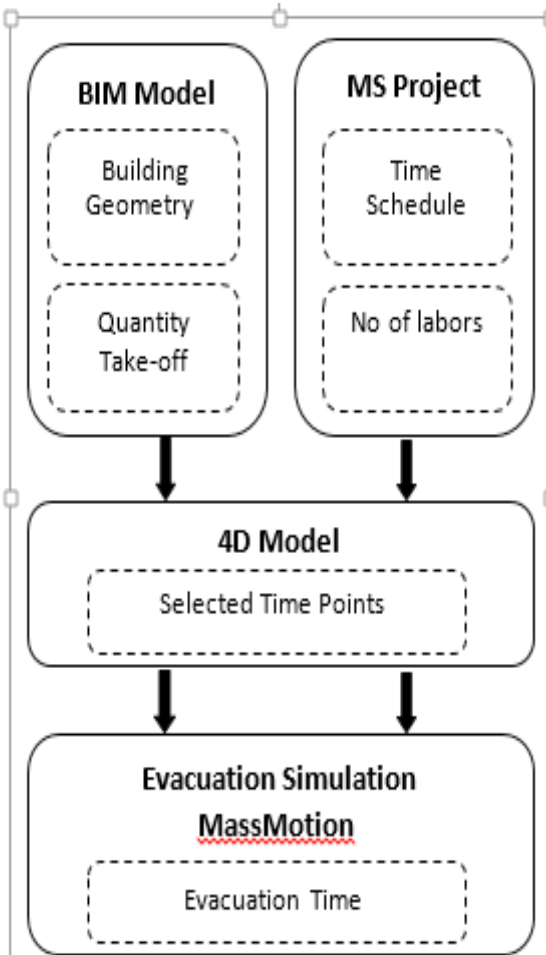 BIM Model
Building
Geometry
Quantity
Take-off
MS Project
Time
Schedule
No of labors
4D Model
Selected Time Points
Evacuation Simulation
MassMotion
Evacuation Time